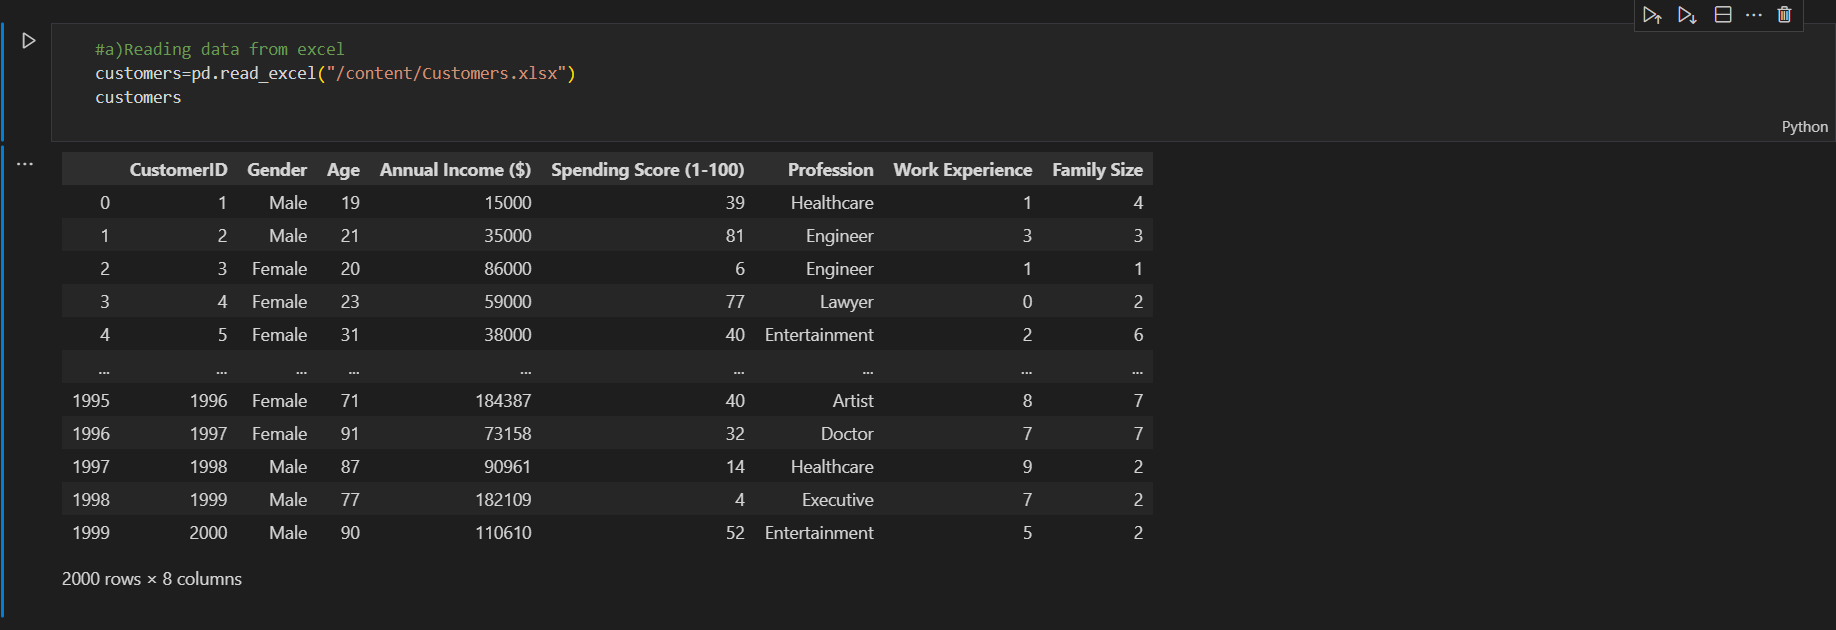 #a)Reading data from excel
customers=pd.read_excel("/content/Customers.xlsx")
customers
Python
CustomerID Gender Age Annual Income ($) Spending Score (1-100) Profession Work Experience Family Size
0 1 Male 19 15000 39 Healthcare 1 4
1 2 Male 21 35000 81 Engineer 3 3
2 3 Female 20 86000 6 Engineer 1 1
3 4 Female 23 59000 77 Lawyer 0 2
4 5 Female 31 38000 40 Entertainment 2 6
... ... ... ... ... ... ... ... ...
1995 1996 Female 71 184387 40 Artist 8 7
1996 1997 Female 91 73158 32 Doctor 7 7
1997 1998 Male 87 90961 14 Healthcare 9 2
1998 1999 Male 77 182109 4 Executive 7 2
1999 2000 Male 90 110610 52 Entertainment 5 2
2000 rows × 8 columns